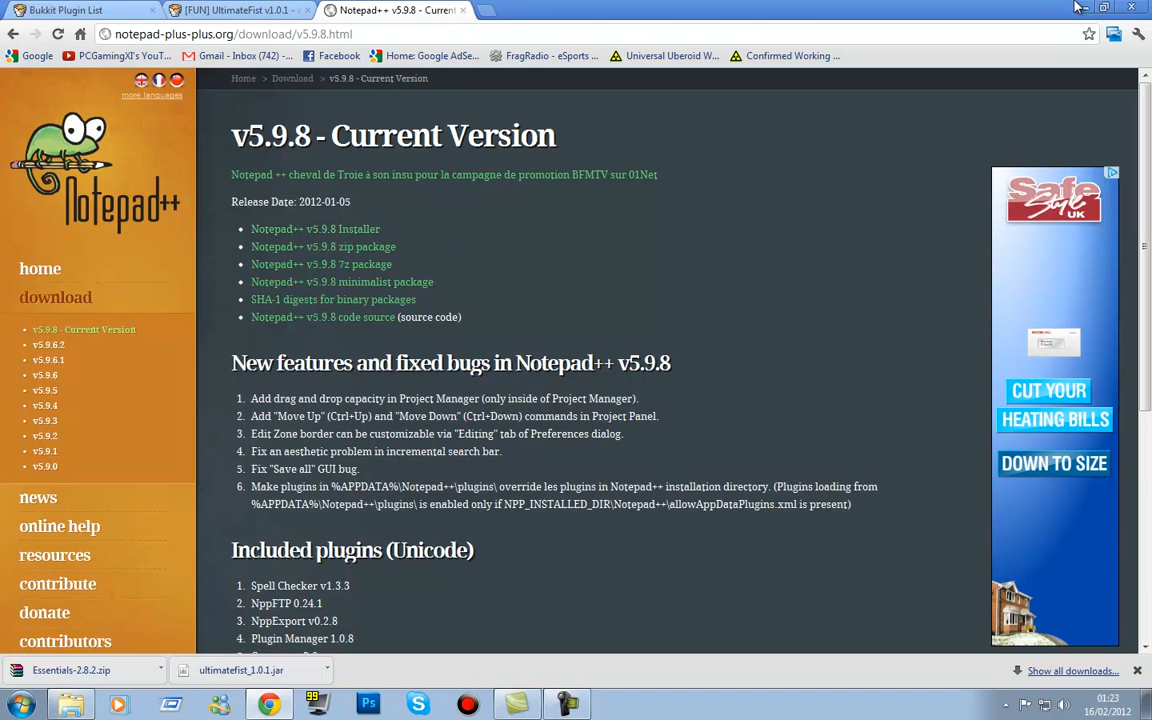 Bukkit Plugin List
[FUN] UltimateFist v1.0.1 -
Notepad++ v5.9.8 - Current
notepad-plus-plus.org/download/v5.9.8.html
Google
PCGamingXI's YouT...
Gmail - Inbox (742) -...
Facebook
Home: Google AdSe...
FragRadio - eSports ...
Universal Uberoid W...
Confirmed Working ...
more languages
Notepad++
home
download
v5.9.8 - Current Version
v5.9.6.2
v5.9.6.1
v5.9.6
v5.9.5
v5.9.4
v5.9.3
v5.9.2
v5.9.1
v5.9.0
news
online help
resources
contribute
donate
contributors
Home > Download > v5.9.8 - Current Version
v5.9.8 - Current Version
Notepad ++ cheval de Troie à son insu pour la campagne de promotion BFMTV sur 01Net
Release Date: 2012-01-05
Notepad++ v5.9.8 Installer
Notepad++ v5.9.8 zip package
Notepad++ v5.9.8 7z package
Notepad++ v5.9.8 minimalist package
SHA-1 digests for binary packages
Notepad++ v5.9.8 code source (source code)
New features and fixed bugs in Notepad++ v5.9.8
1. Add drag and drop capacity in Project Manager (only inside of Project Manager).
2. Add "Move Up" (Ctrl+Up) and "Move Down" (Ctrl+Down) commands in Project Panel.
3. Edit Zone border can be customizable via "Editing" tab of Preferences dialog.
4. Fix an aesthetic problem in incremental search bar.
5. Fix "Save all" GUI bug.
6. Make plugins in %APPDATA%\Notepad++\plugins\ override les plugins in Notepad++ installation directory. (Plugins loading from
%APPDATA%\Notepad++\plugins\ is enabled only if NPP_INSTALLED_DIR\Notepad++\allowAppDataPlugins.xml is present)
Included plugins (Unicode)
1. Spell Checker v1.3.3
2. NppFTP 0.24.1
3. NppExport v0.2.8
4. Plugin Manager 1.0.8
Safe
Style
UK
CUT YOUR
HEATING BILLS
DOWN TO SIZE
Essentials-2.8.2.zip
ultimatefist_1.0.1.jar
Show all downloads...
99
Ps
01:23
16/02/2012